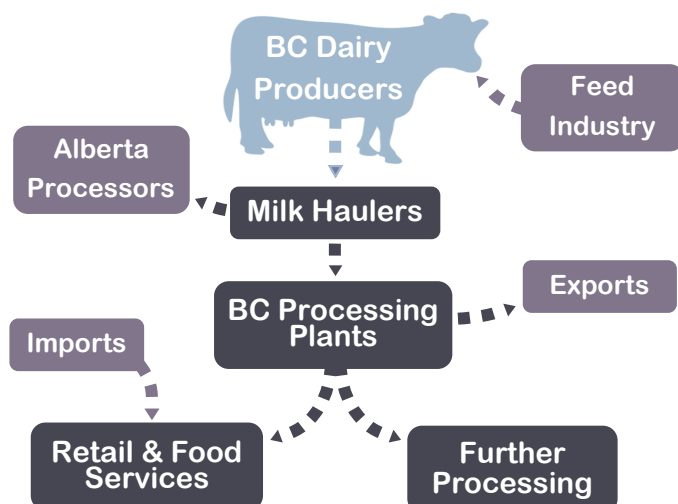 BC Dairy
Producers
Feed
Industry
Alberta
Processors
Milk Haulers
BC Processing
Plants
Exports
Imports
Retail & Food
Services
Further
Processing